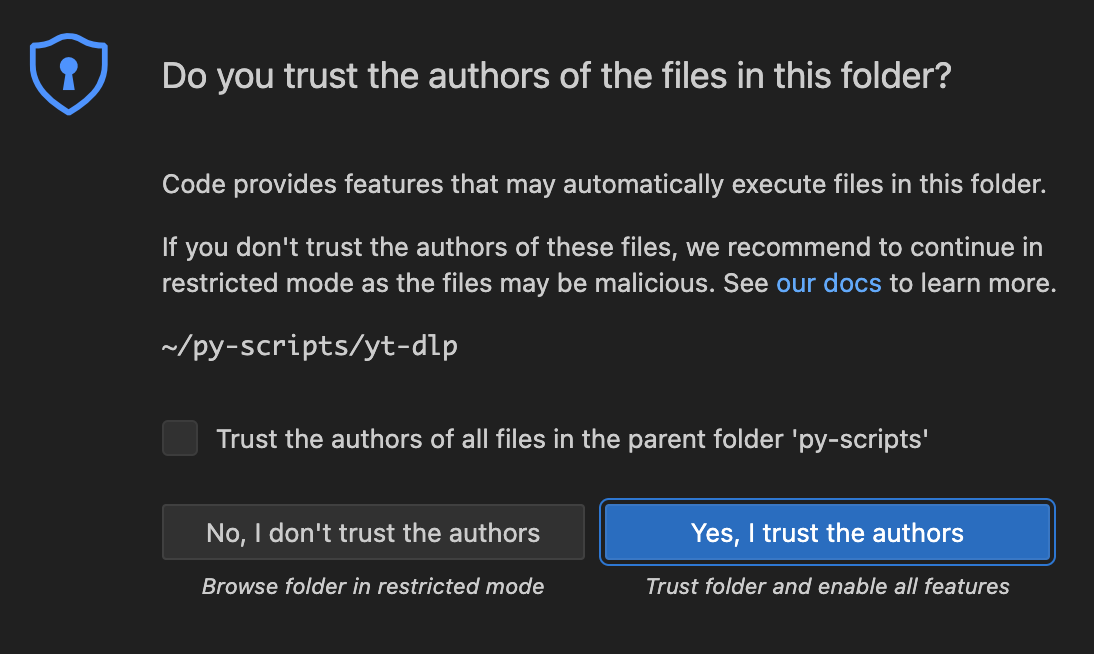 Do you trust the authors of the files in this folder?
Code provides features that may automatically execute files in this folder.
If you don't trust the authors of these files, we recommend to continue in
restricted mode as the files may be malicious. See our docs to learn more.
~/py-scripts/yt-dlp
Trust the authors of all files in the parent folder 'py-scripts'
No, I don't trust the authors
Yes, I trust the authors
Browse folder in restricted mode
Trust folder and enable all features